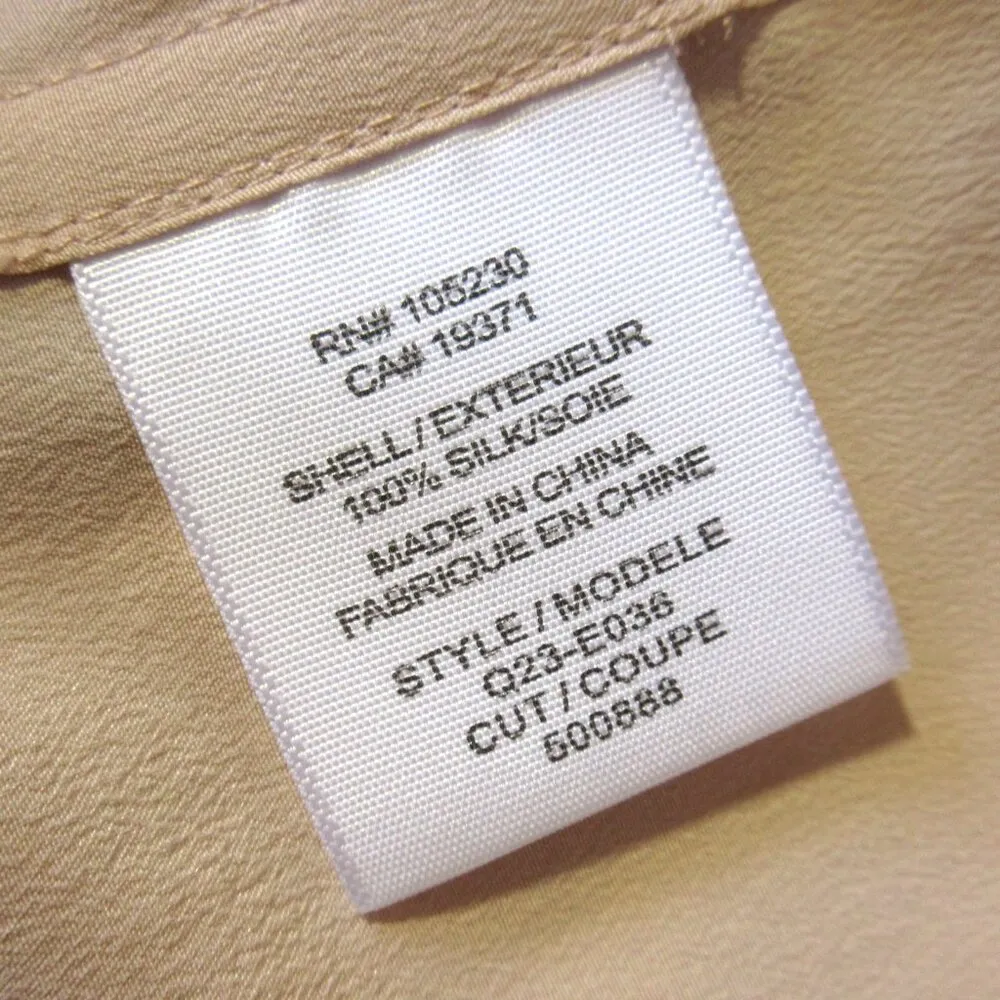 RN# 105230
CA# 19371
SHELL / EXTERIEUR
100% SILK/SOIE
MADE IN CHINA
FABRIQUE EN CHINE
STYLE / MODELE
Q23-E036
CUT / COUPE
500888